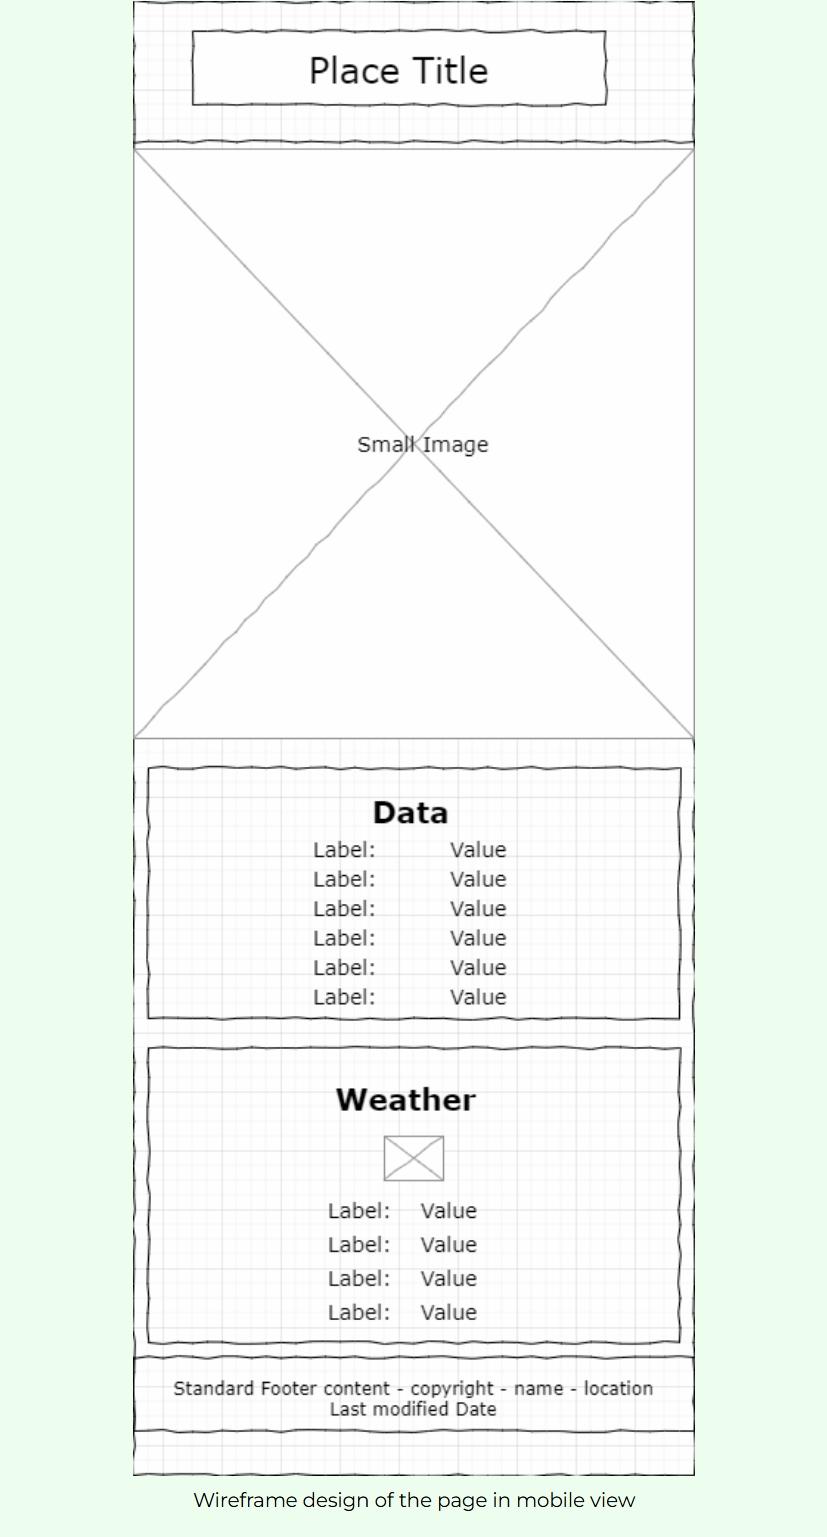 Place Title
Small Image
Data
Label: Value
Label: Value
Label: Value
Label: Value
Label: Value
Label: Value
Weather
Label: Value
Label: Value
Label: Value
Label: Value
Standard Footer content - copyright - name - location
Last modified Date
Wireframe design of the page in mobile view